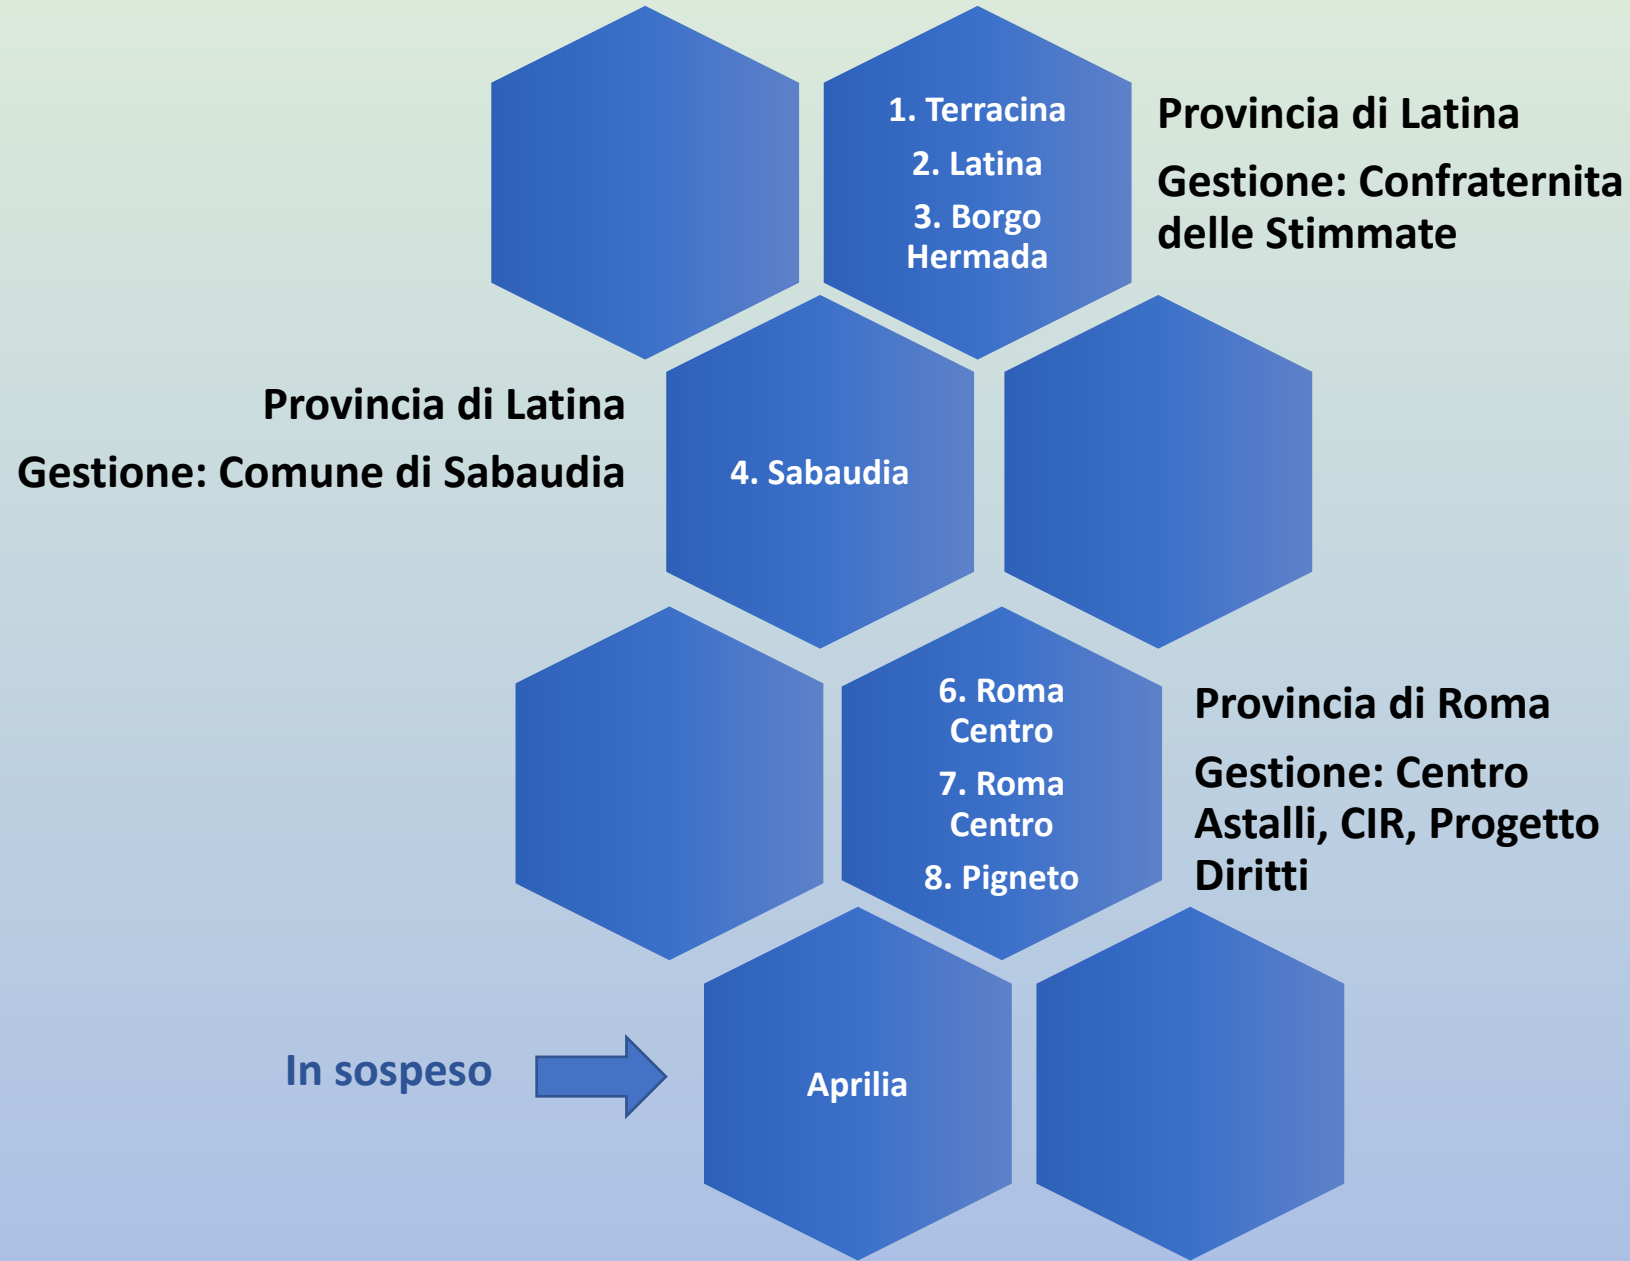 1. Terracina
2. Latina
3. Borgo
Hermada
Provincia di Latina
Gestione: Confraternita
delle Stimmate
Provincia di Latina
Gestione: Comune di Sabaudia
4. Sabaudia
6. Roma
Centro
7. Roma
Centro
8. Pigneto
Provincia di Roma
Gestione: Centro
Astalli, CIR, Progetto
Diritti
In sospeso
Aprilia